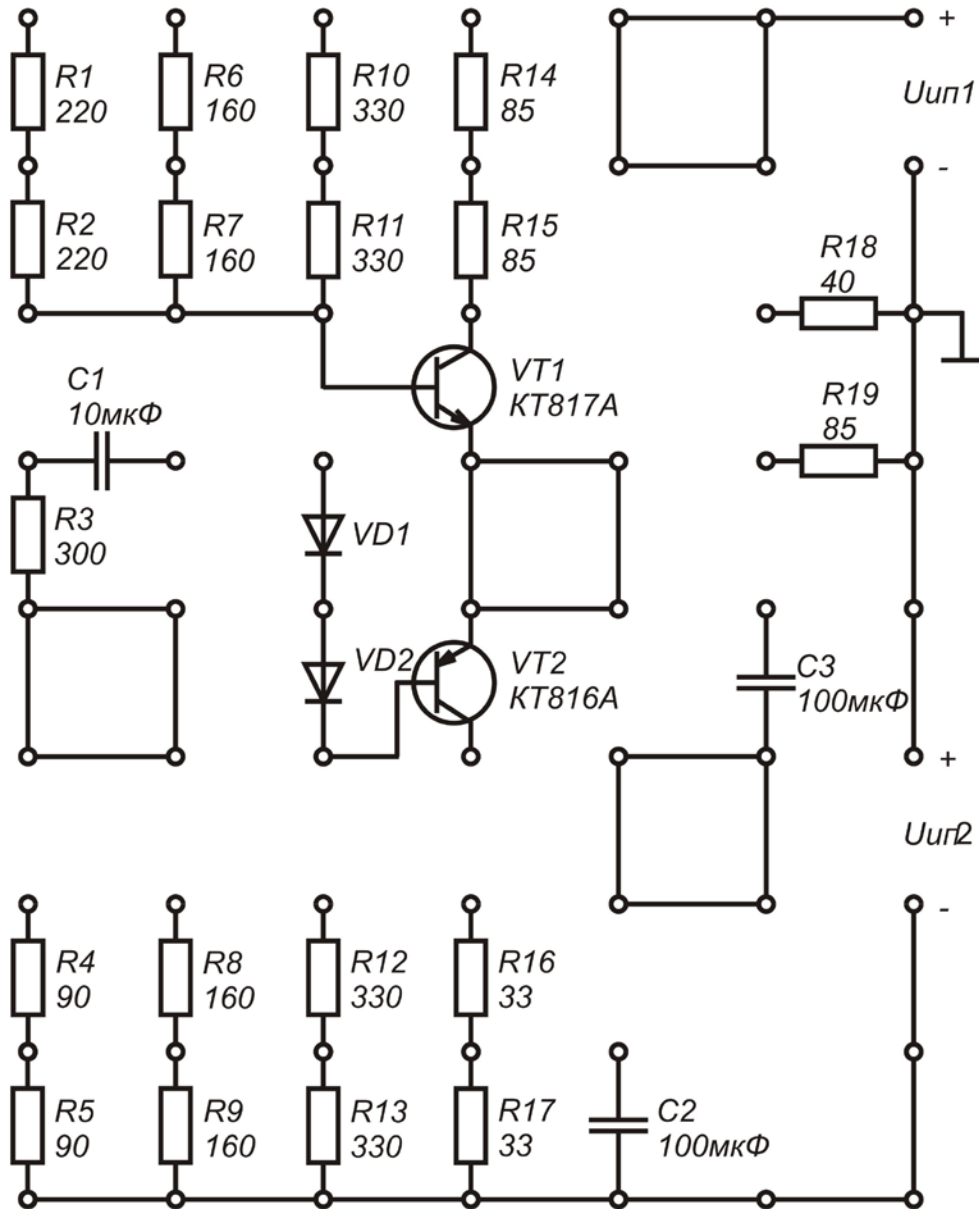 +
R1
220
R6
160
R10
330
R14
85
Uип1
-
R2
220
R7
160
R11
330
R15
85
R18
40
C1
10мкФ
VT1
КТ817А
R19
85
R3
300
VD1
VD2
VT2
КТ816А
C3
100мкФ
+
Uип2
-
R4
90
R8
160
R12
330
R16
33
R5
90
R9
160
R13
330
R17
33
C2
100мкФ